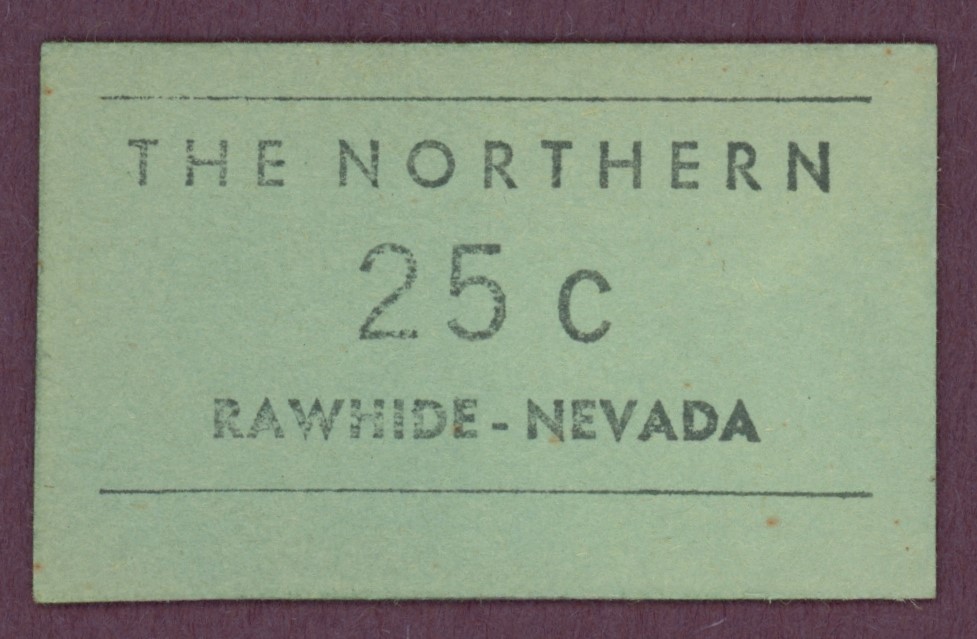 THE NORTHERN
25 c
RAWHIDE-NEVADA